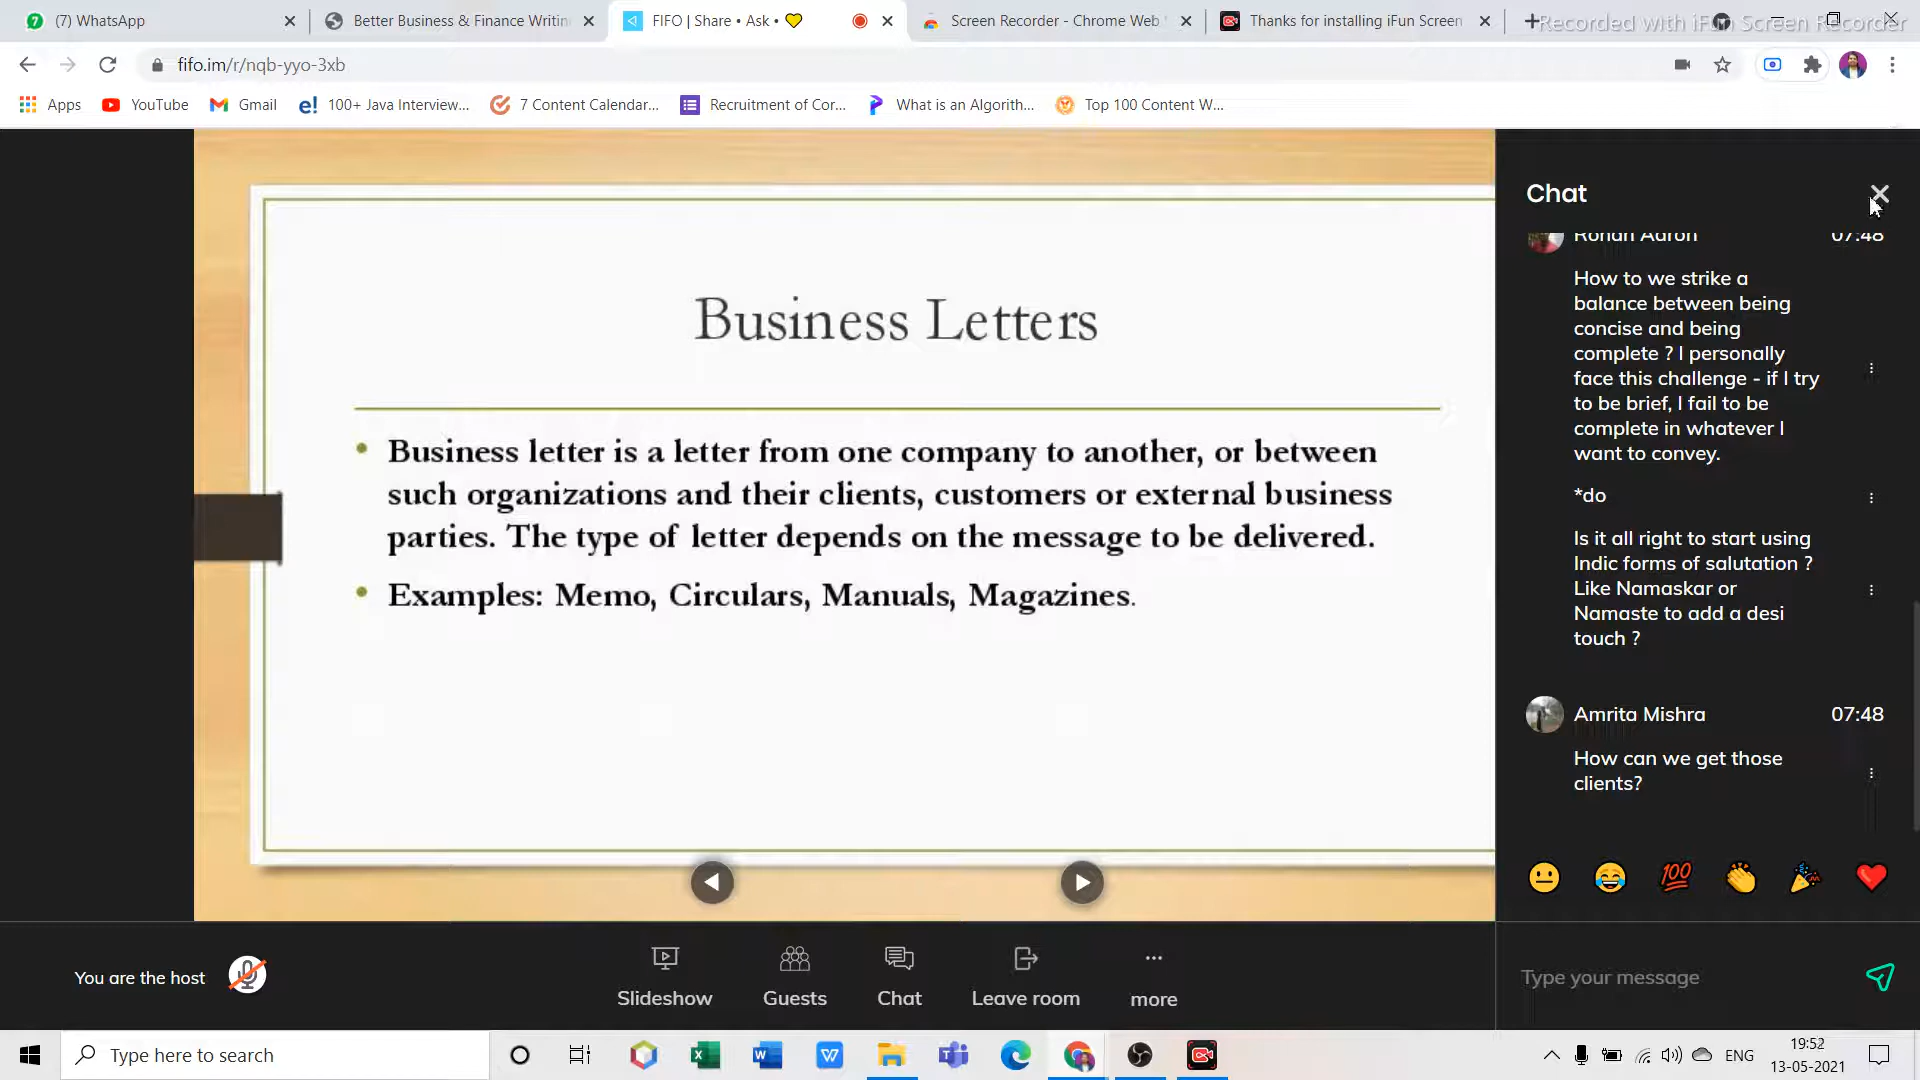 (7) WhatsApp
Better Business & Finance Writin
FIFO | Share • Ask • 💛
Screen Recorder - Chrome Web
Thanks for installing iFun Screen
Recorded with iFun Screen Recorder
fifo.im/r/nqb-yyo-3xb
Apps
YouTube
Gmail
100+ Java Interview...
7 Content Calendar...
Recruitment of Cor...
What is an Algorith...
Top 100 Content W...
Business Letters
• Business letter is a letter from one company to another, or between
such organizations and their clients, customers or external business
parties. The type of letter depends on the message to be delivered.
• Examples: Memo, Circulars, Manuals, Magazines.
Chat
Rohan Aaron 07:48
How to we strike a
balance between being
concise and being
complete ? I personally
face this challenge - if I try
to be brief, I fail to be
complete in whatever I
want to convey.
*do
Is it all right to start using
Indic forms of salutation ?
Like Namaskar or
Namaste to add a desi
touch ?
Amrita Mishra 07:48
How can we get those
clients?
Type your message
You are the host
Slideshow
Guests
Chat
Leave room
more
Type here to search
ENG
19:52
13-05-2021